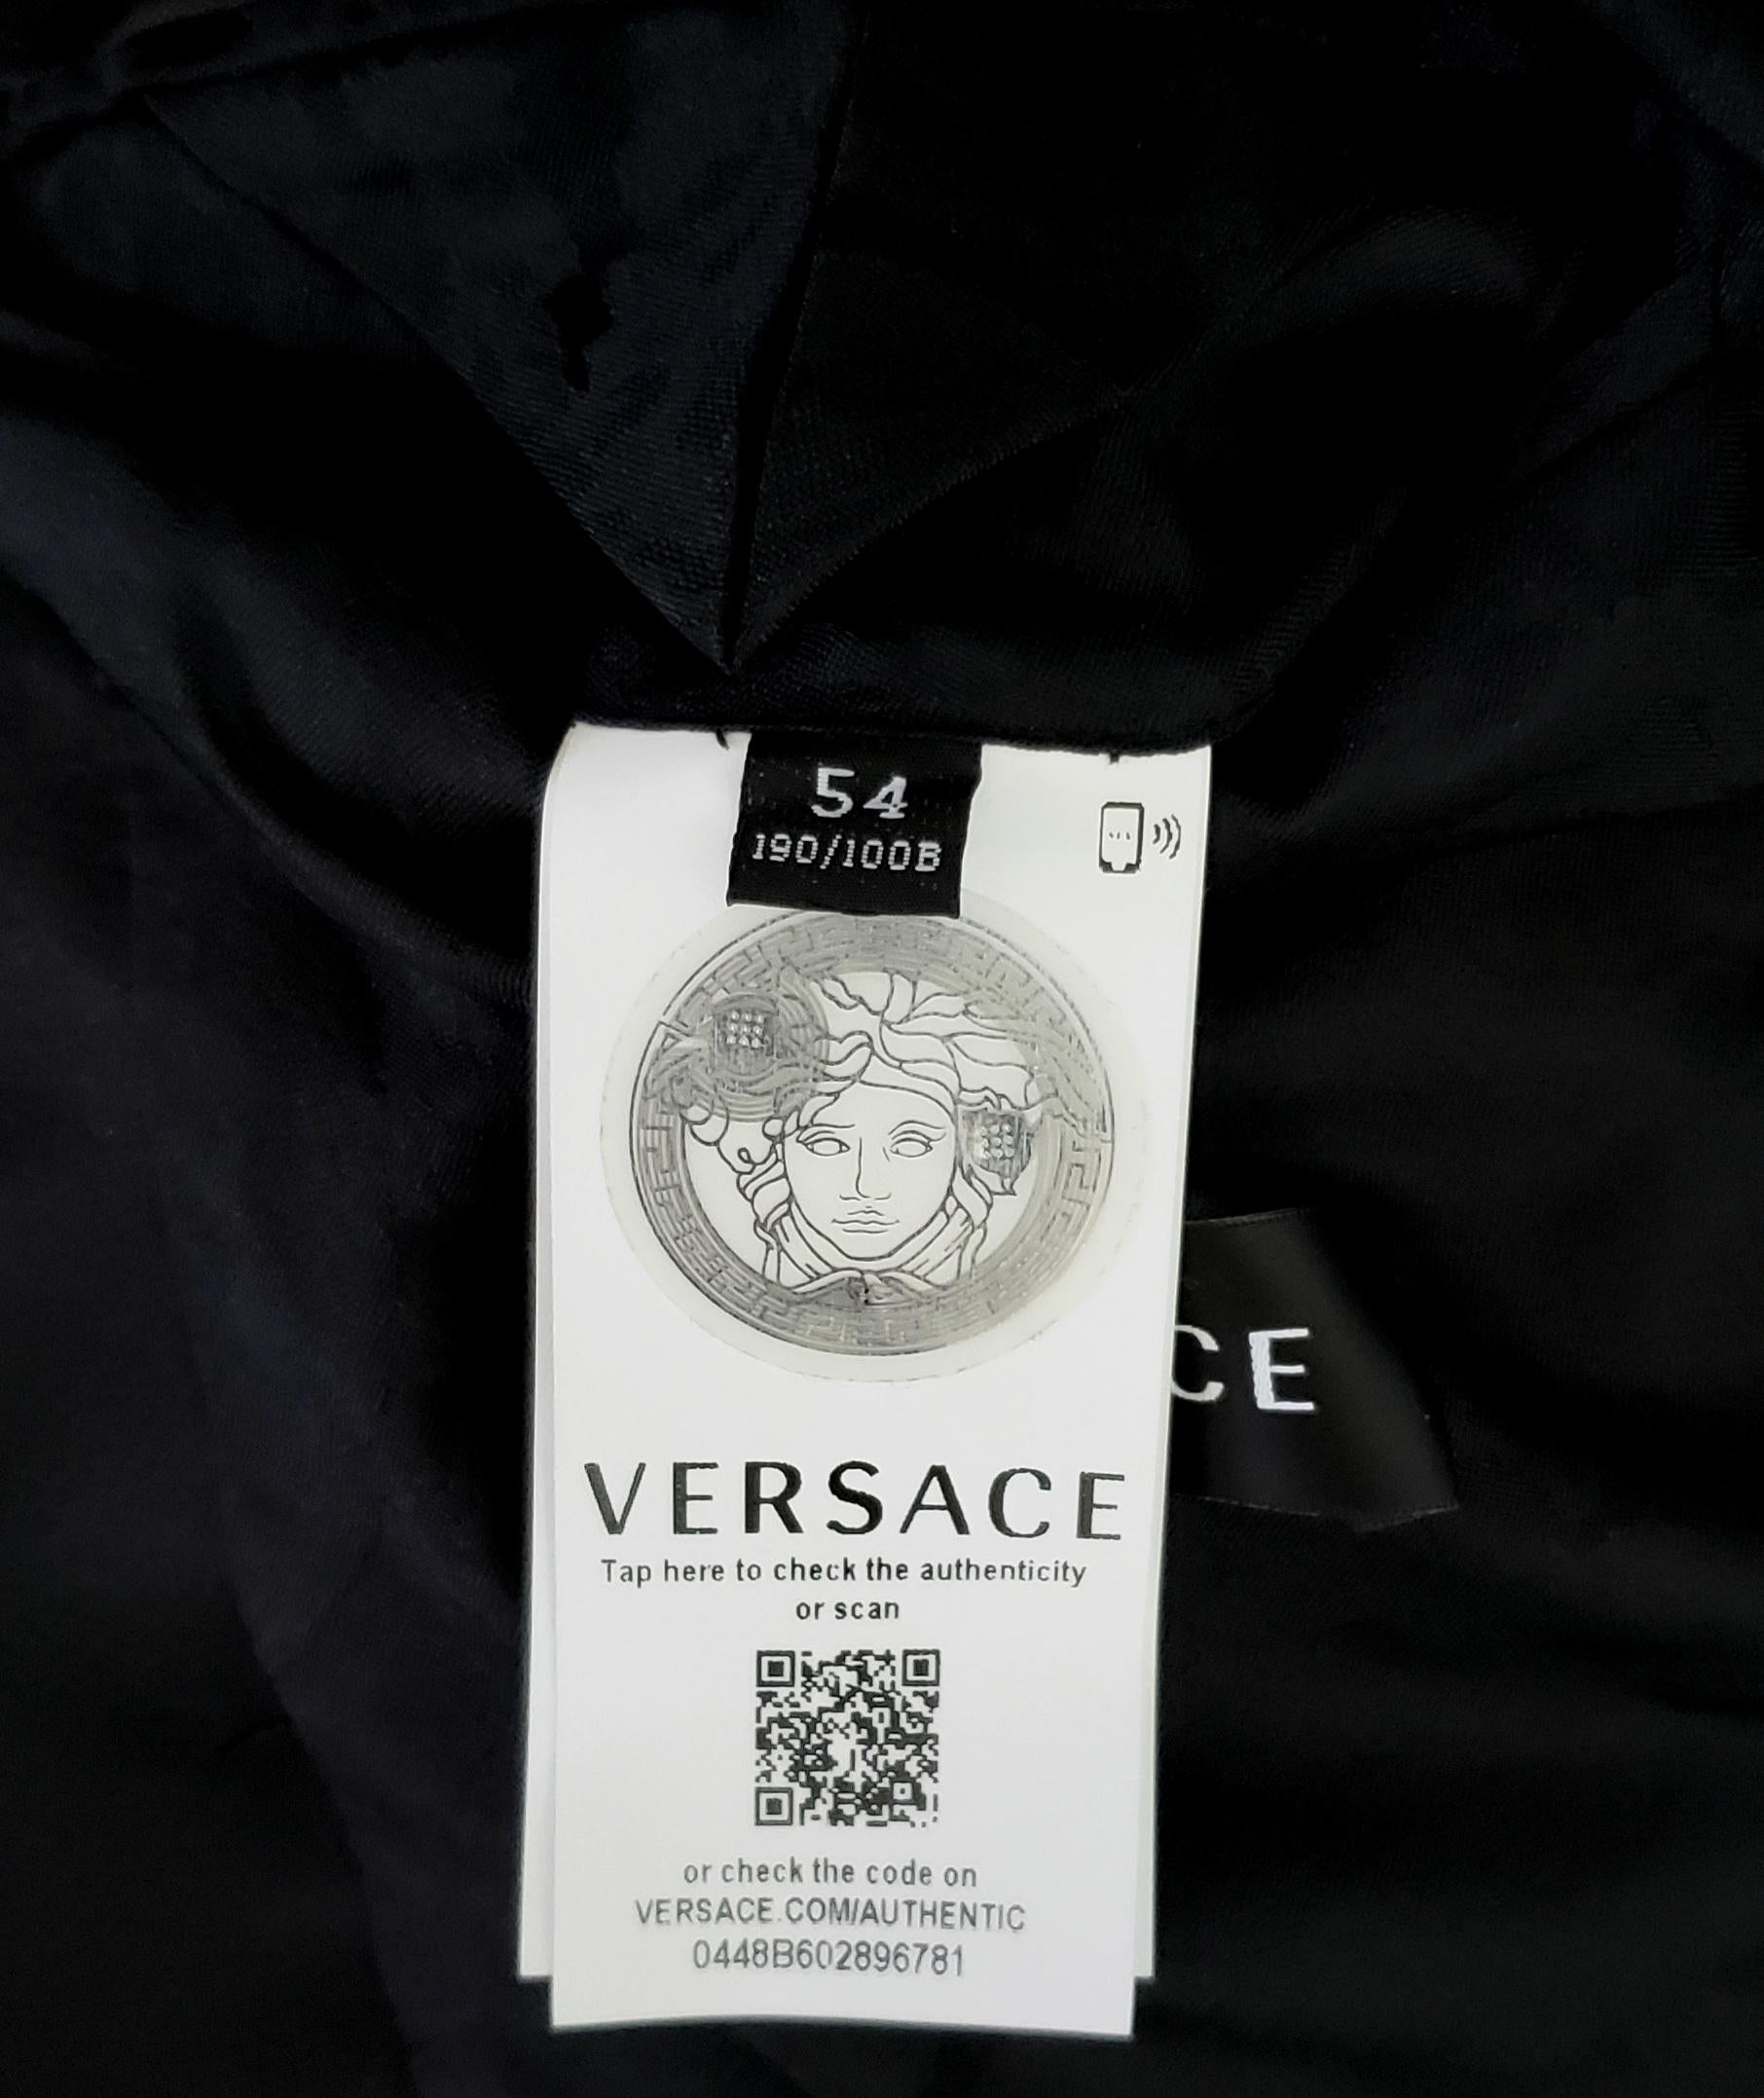 54
190/100B
CE
VERSACE
Tap here to check the authenticity
or scan
or check the code on
VERSACE.COM/AUTHENTIC
0448B602896781